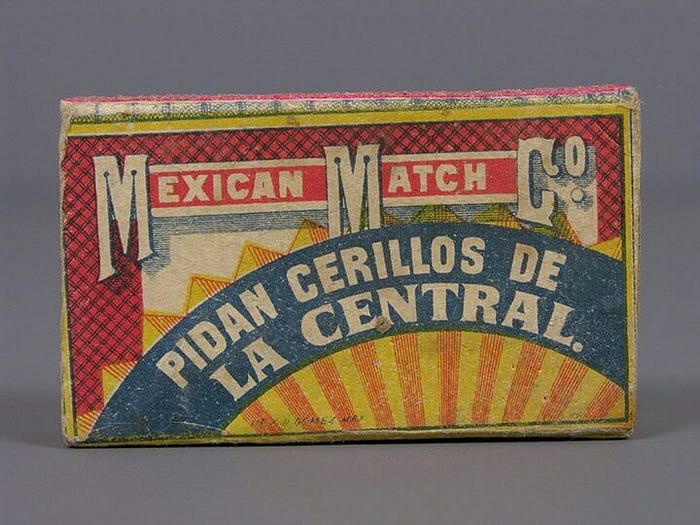 MEXICAN MATCH Co.
PIDAN CERILLOS DE
LA CENTRAL.